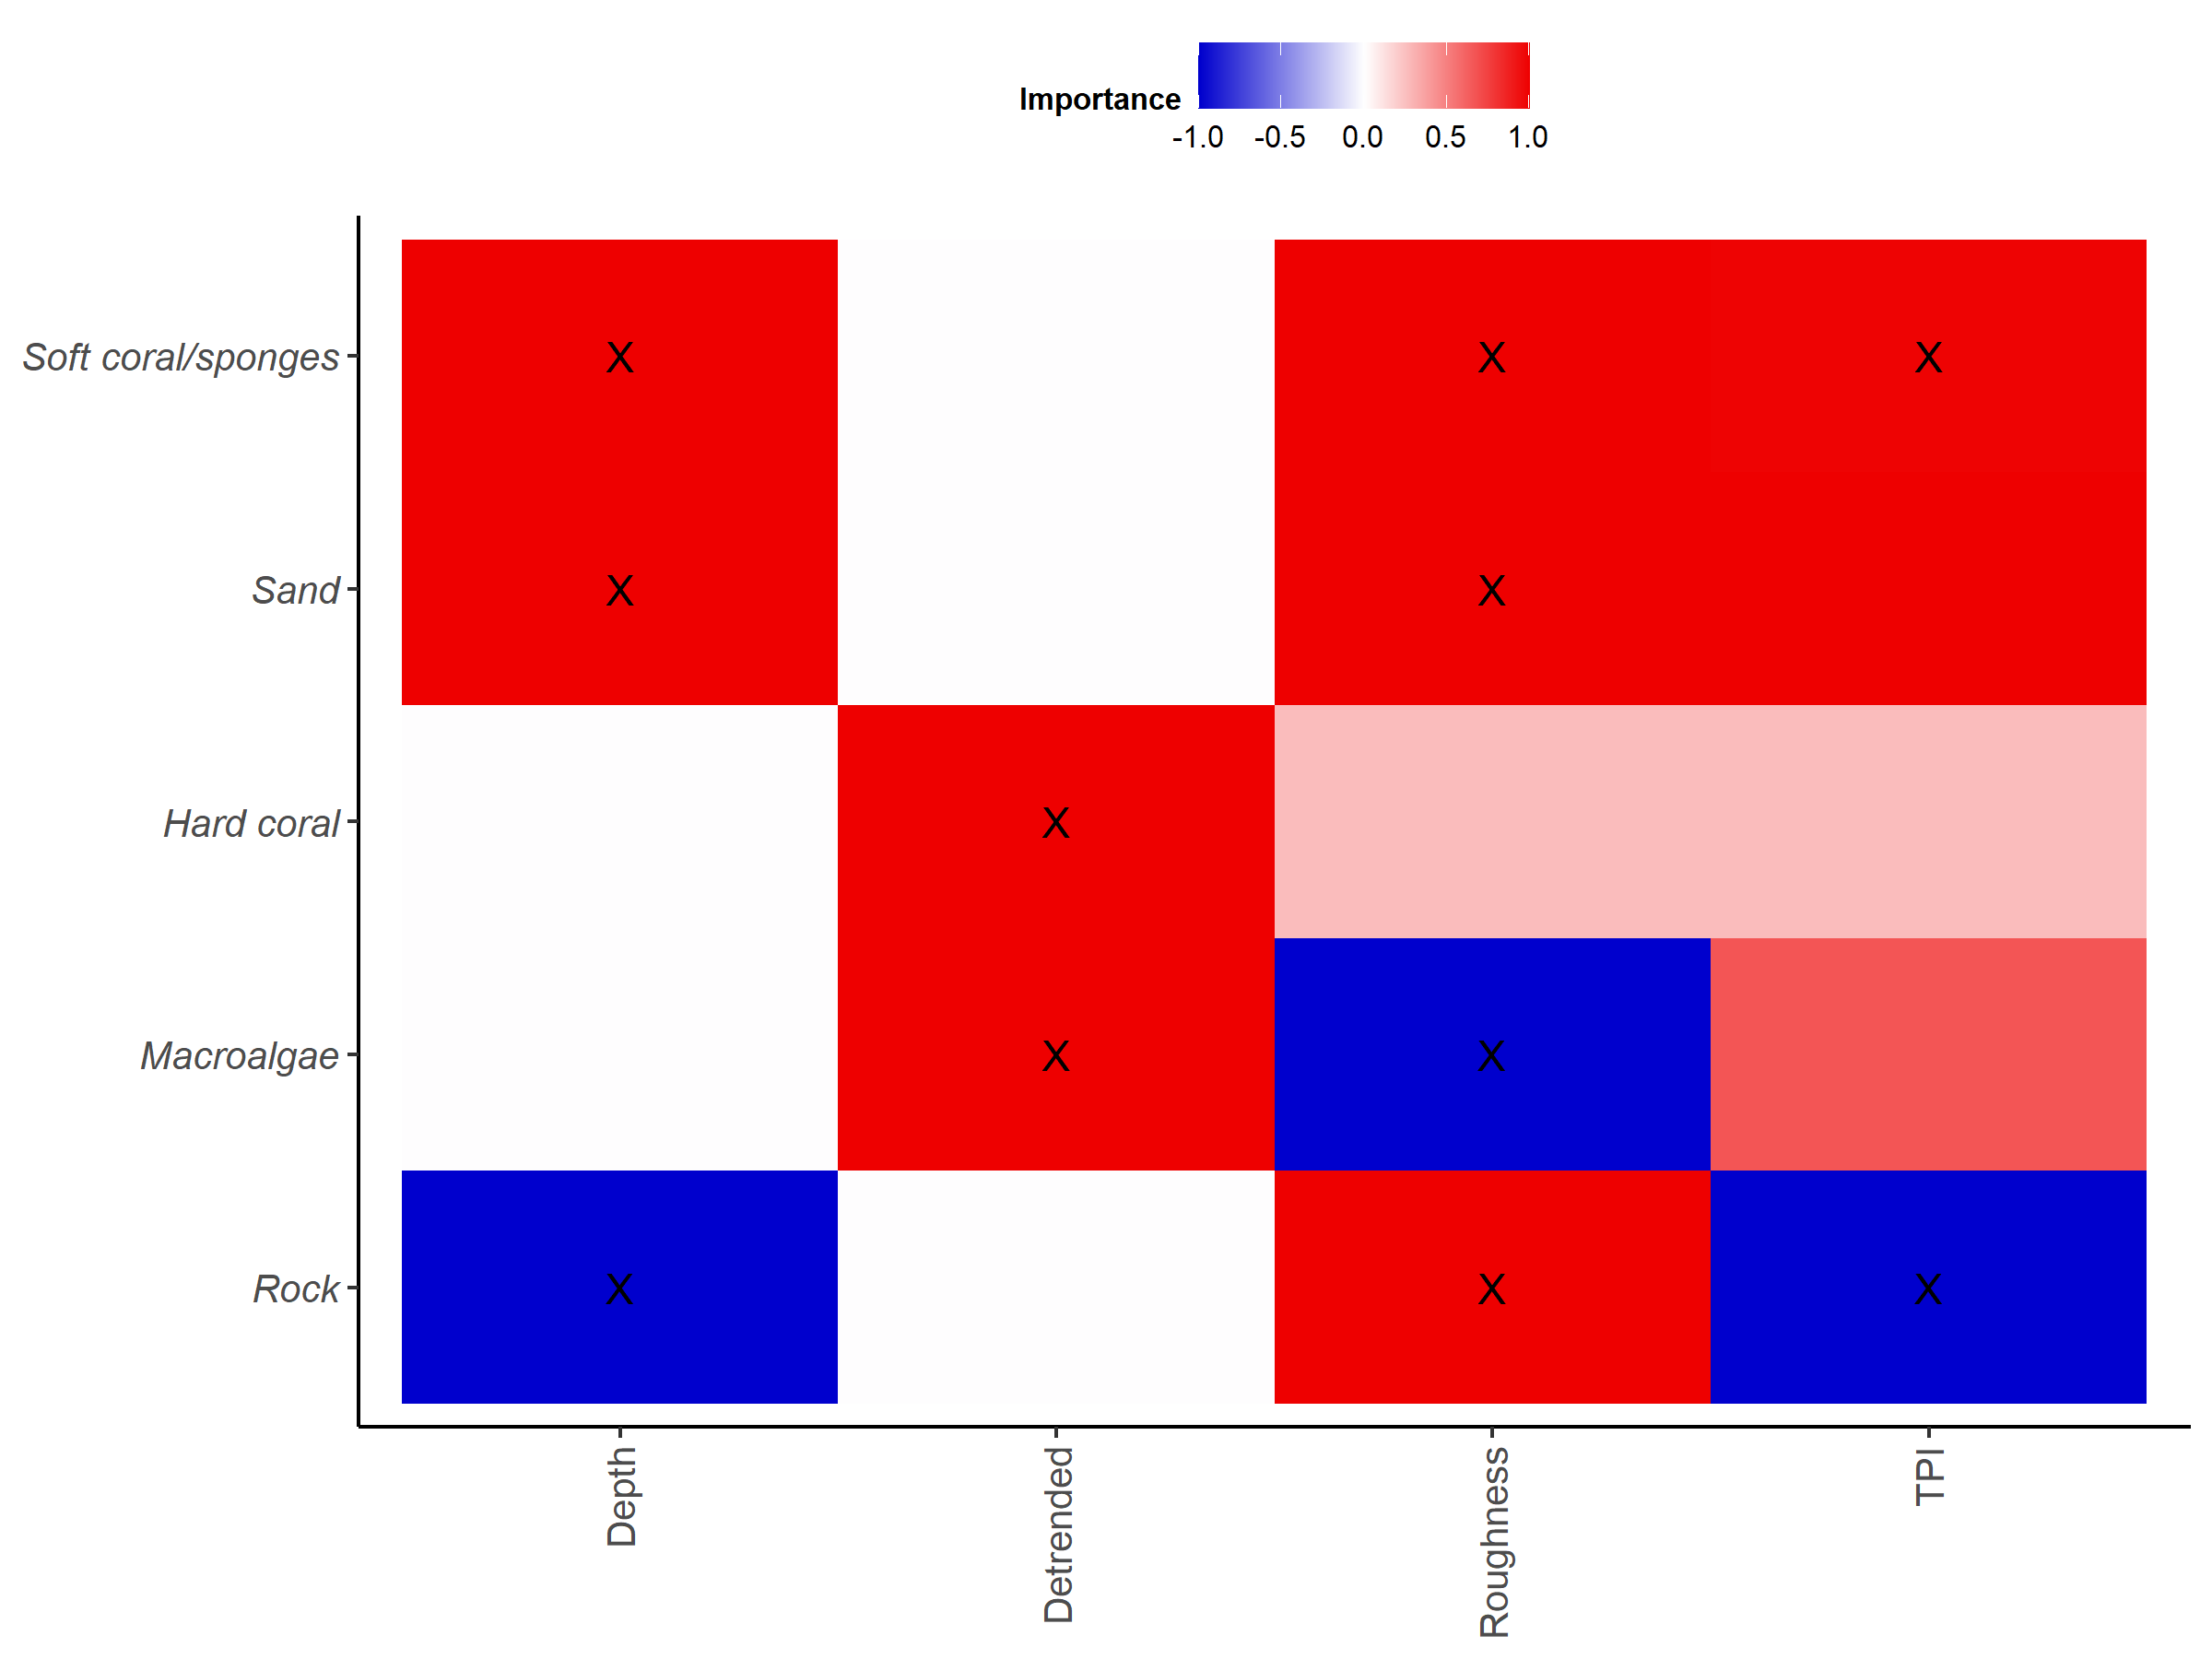 Importance
-1.0 -0.5 0.0 0.5 1.0
Soft coral/sponges X X X
Sand X X
Hard coral X
Macroalgae X X
Rock X X X
Depth Detrended Roughness TPI